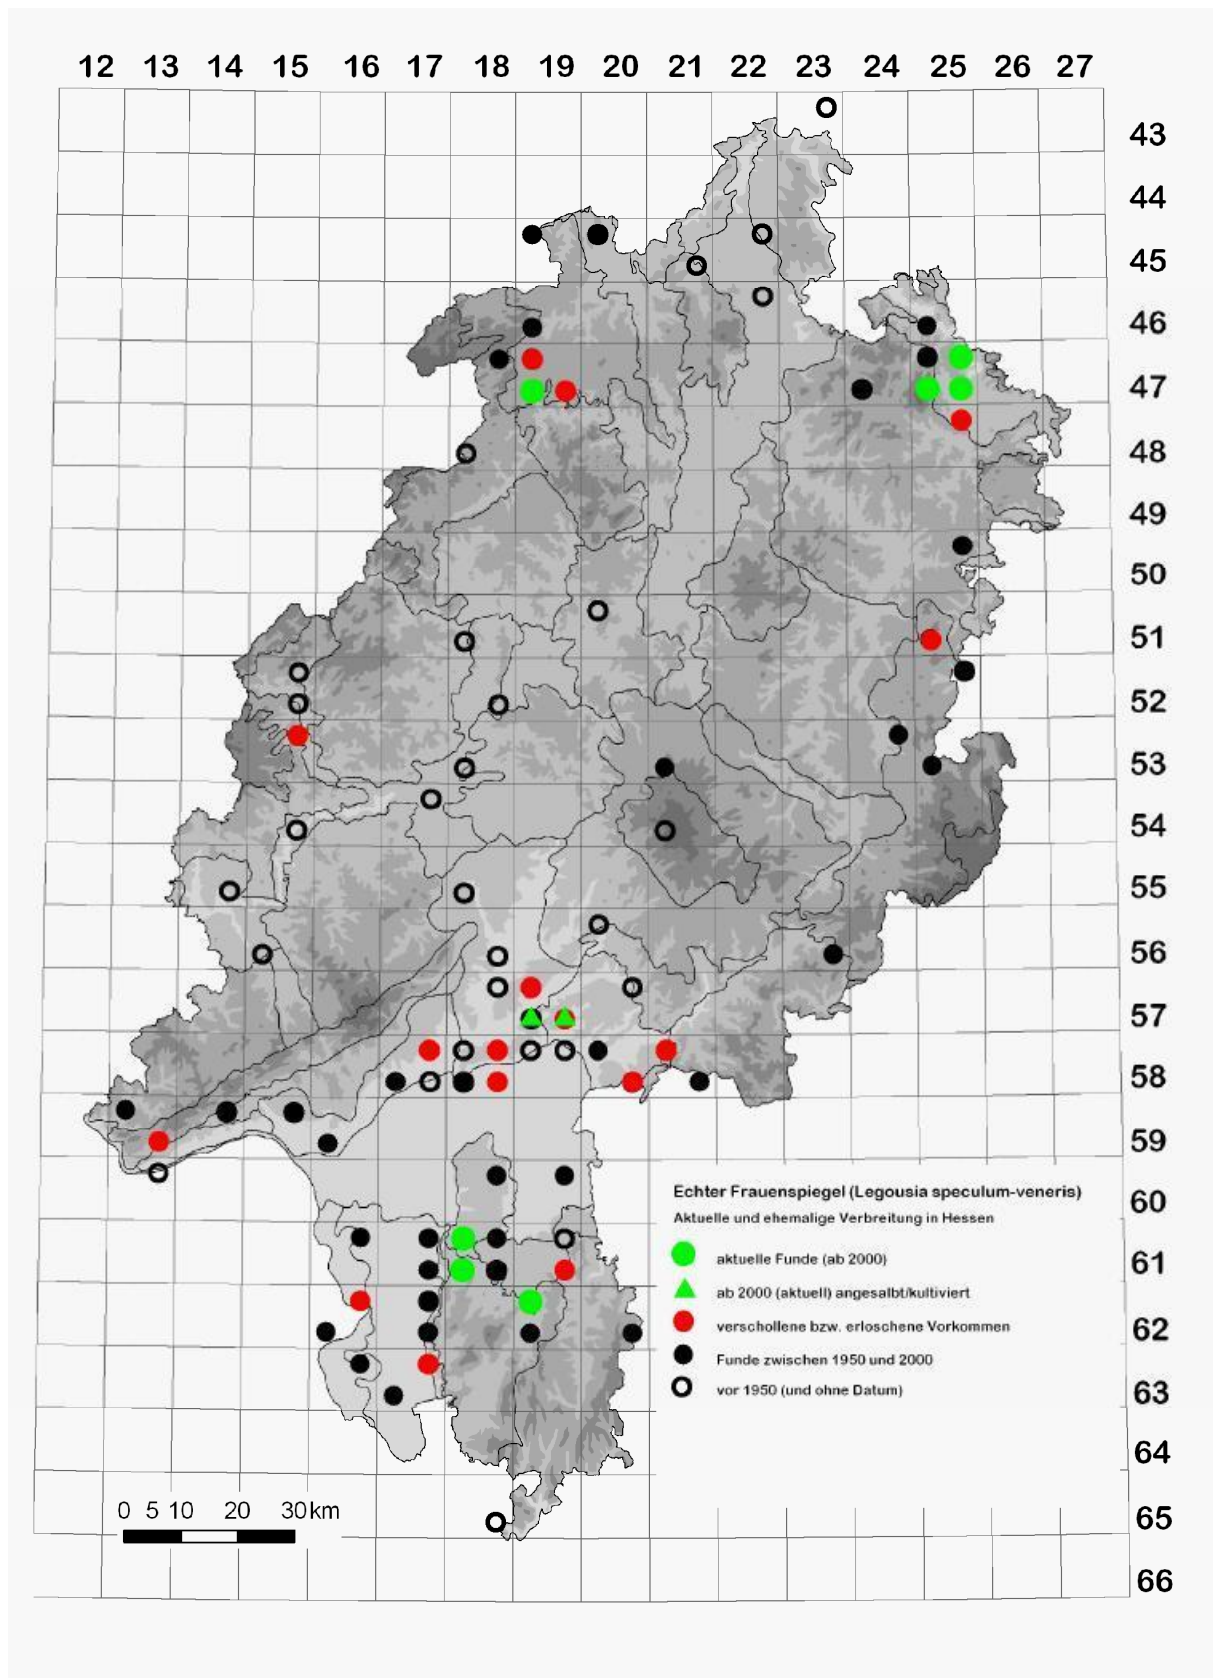 12 13 14 15 16 17 18 19 20 21 22 23 24 25 26 27
43
44
45
46
47
48
49
50
51
52
53
54
55
56
57
58
59
60
61
62
63
64
65
66
Echter Frauenspiegel (Legousia speculum-veneris)
Aktuelle und ehemalige Verbreitung in Hessen
aktuelle Funde (ab 2000)
ab 2000 (aktuell) angesalbt/kultiviert
verschollene bzw. erloschene Vorkommen
Funde zwischen 1950 und 2000
vor 1950 (und ohne Datum)
0 5 10 20 30km